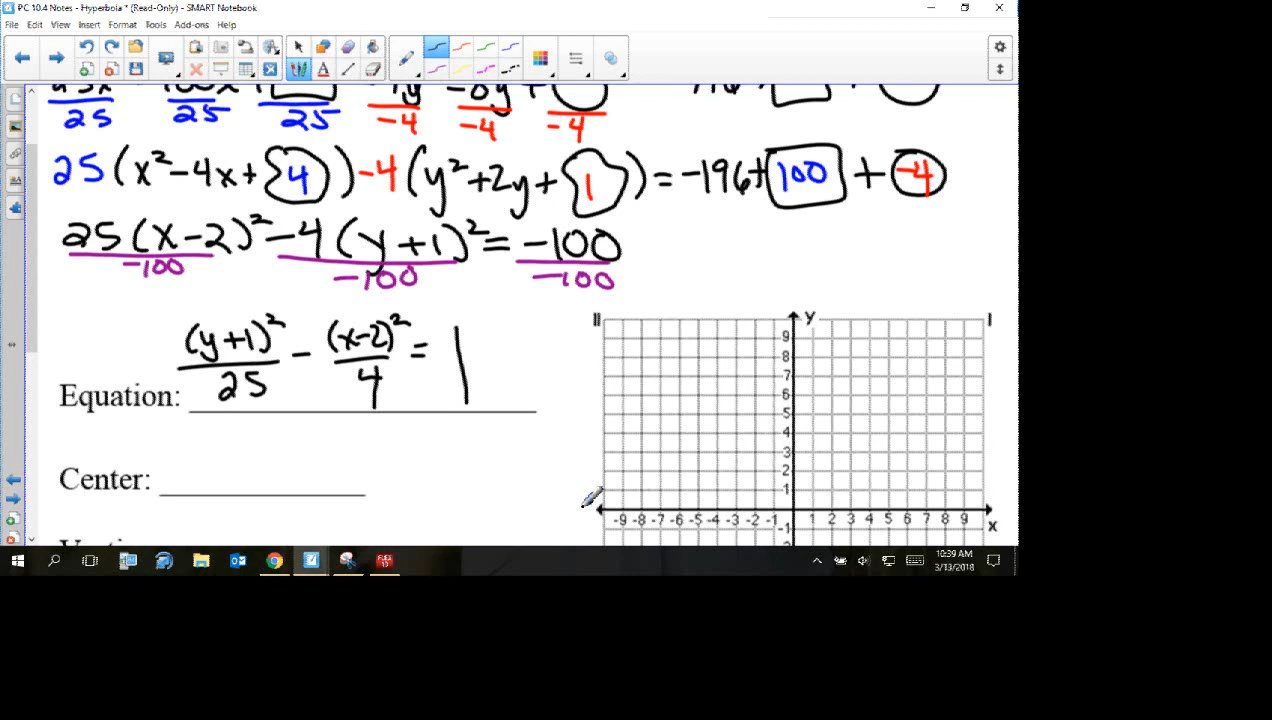 PC 10.4 Notes - Hyperbola * (Read-Only) - SMART Notebook
File Edit View Insert Format Tools Add-ons Help
25 25 25 -4 -4 -4
25(x²-4x+4)-4(y²+2y+1)=-196+100+-4
25(x-2)²-4(y+1)²=-100
-100 -100 -100
(y+1)² - (x-2)² = 1
25 4
Equation:
Center:
II Y I
9
8
7
6
5
4
3
2
1
-9 -8 -7 -6 -5 -4 -3 -2 -1 1 2 3 4 5 6 7 8 9 x
-1
10:39 AM
3/13/2018